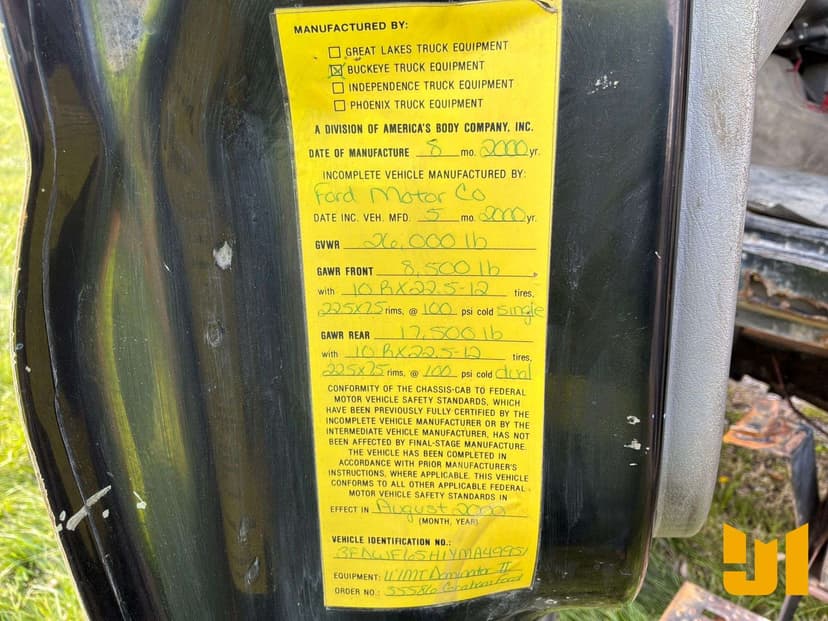 MANUFACTURED BY:
GREAT LAKES TRUCK EQUIPMENT
BUCKEYE TRUCK EQUIPMENT
INDEPENDENCE TRUCK EQUIPMENT
PHOENIX TRUCK EQUIPMENT
A DIVISION OF AMERICA'S BODY COMPANY, INC.
DATE OF MANUFACTURE 8 mo. 2000 yr.
INCOMPLETE VEHICLE MANUFACTURED BY:
Ford Motor Co
DATE INC. VEH. MFD. 5 mo. 2000 yr.
GVWR 26,000 lb
GAWR FRONT 8,500 lb
with 10 RX22.5-12 tires,
225X75 rims, @ 100 psi cold single
GAWR REAR 17,500 lb
with 10 RX22.5-12 tires,
225X75 rims, @ 100 psi cold dual
CONFORMITY OF THE CHASSIS-CAB TO FEDERAL
MOTOR VEHICLE SAFETY STANDARDS, WHICH
HAVE BEEN PREVIOUSLY FULLY CERTIFIED BY THE
INCOMPLETE VEHICLE MANUFACTURER OR BY THE
INTERMEDIATE VEHICLE MANUFACTURER, HAS NOT
BEEN AFFECTED BY FINAL-STAGE MANUFACTURE.
THE VEHICLE HAS BEEN COMPLETED IN
ACCORDANCE WITH PRIOR MANUFACTURER'S
INSTRUCTIONS, WHERE APPLICABLE. THIS VEHICLE
CONFORMS TO ALL OTHER APPLICABLE FEDERAL
MOTOR VEHICLE SAFETY STANDARDS IN
EFFECT IN August 2000
(MONTH, YEAR)
VEHICLE IDENTIFICATION NO.:
EQUIPMENT: 11' MT Dominator II
ORDER NO.: